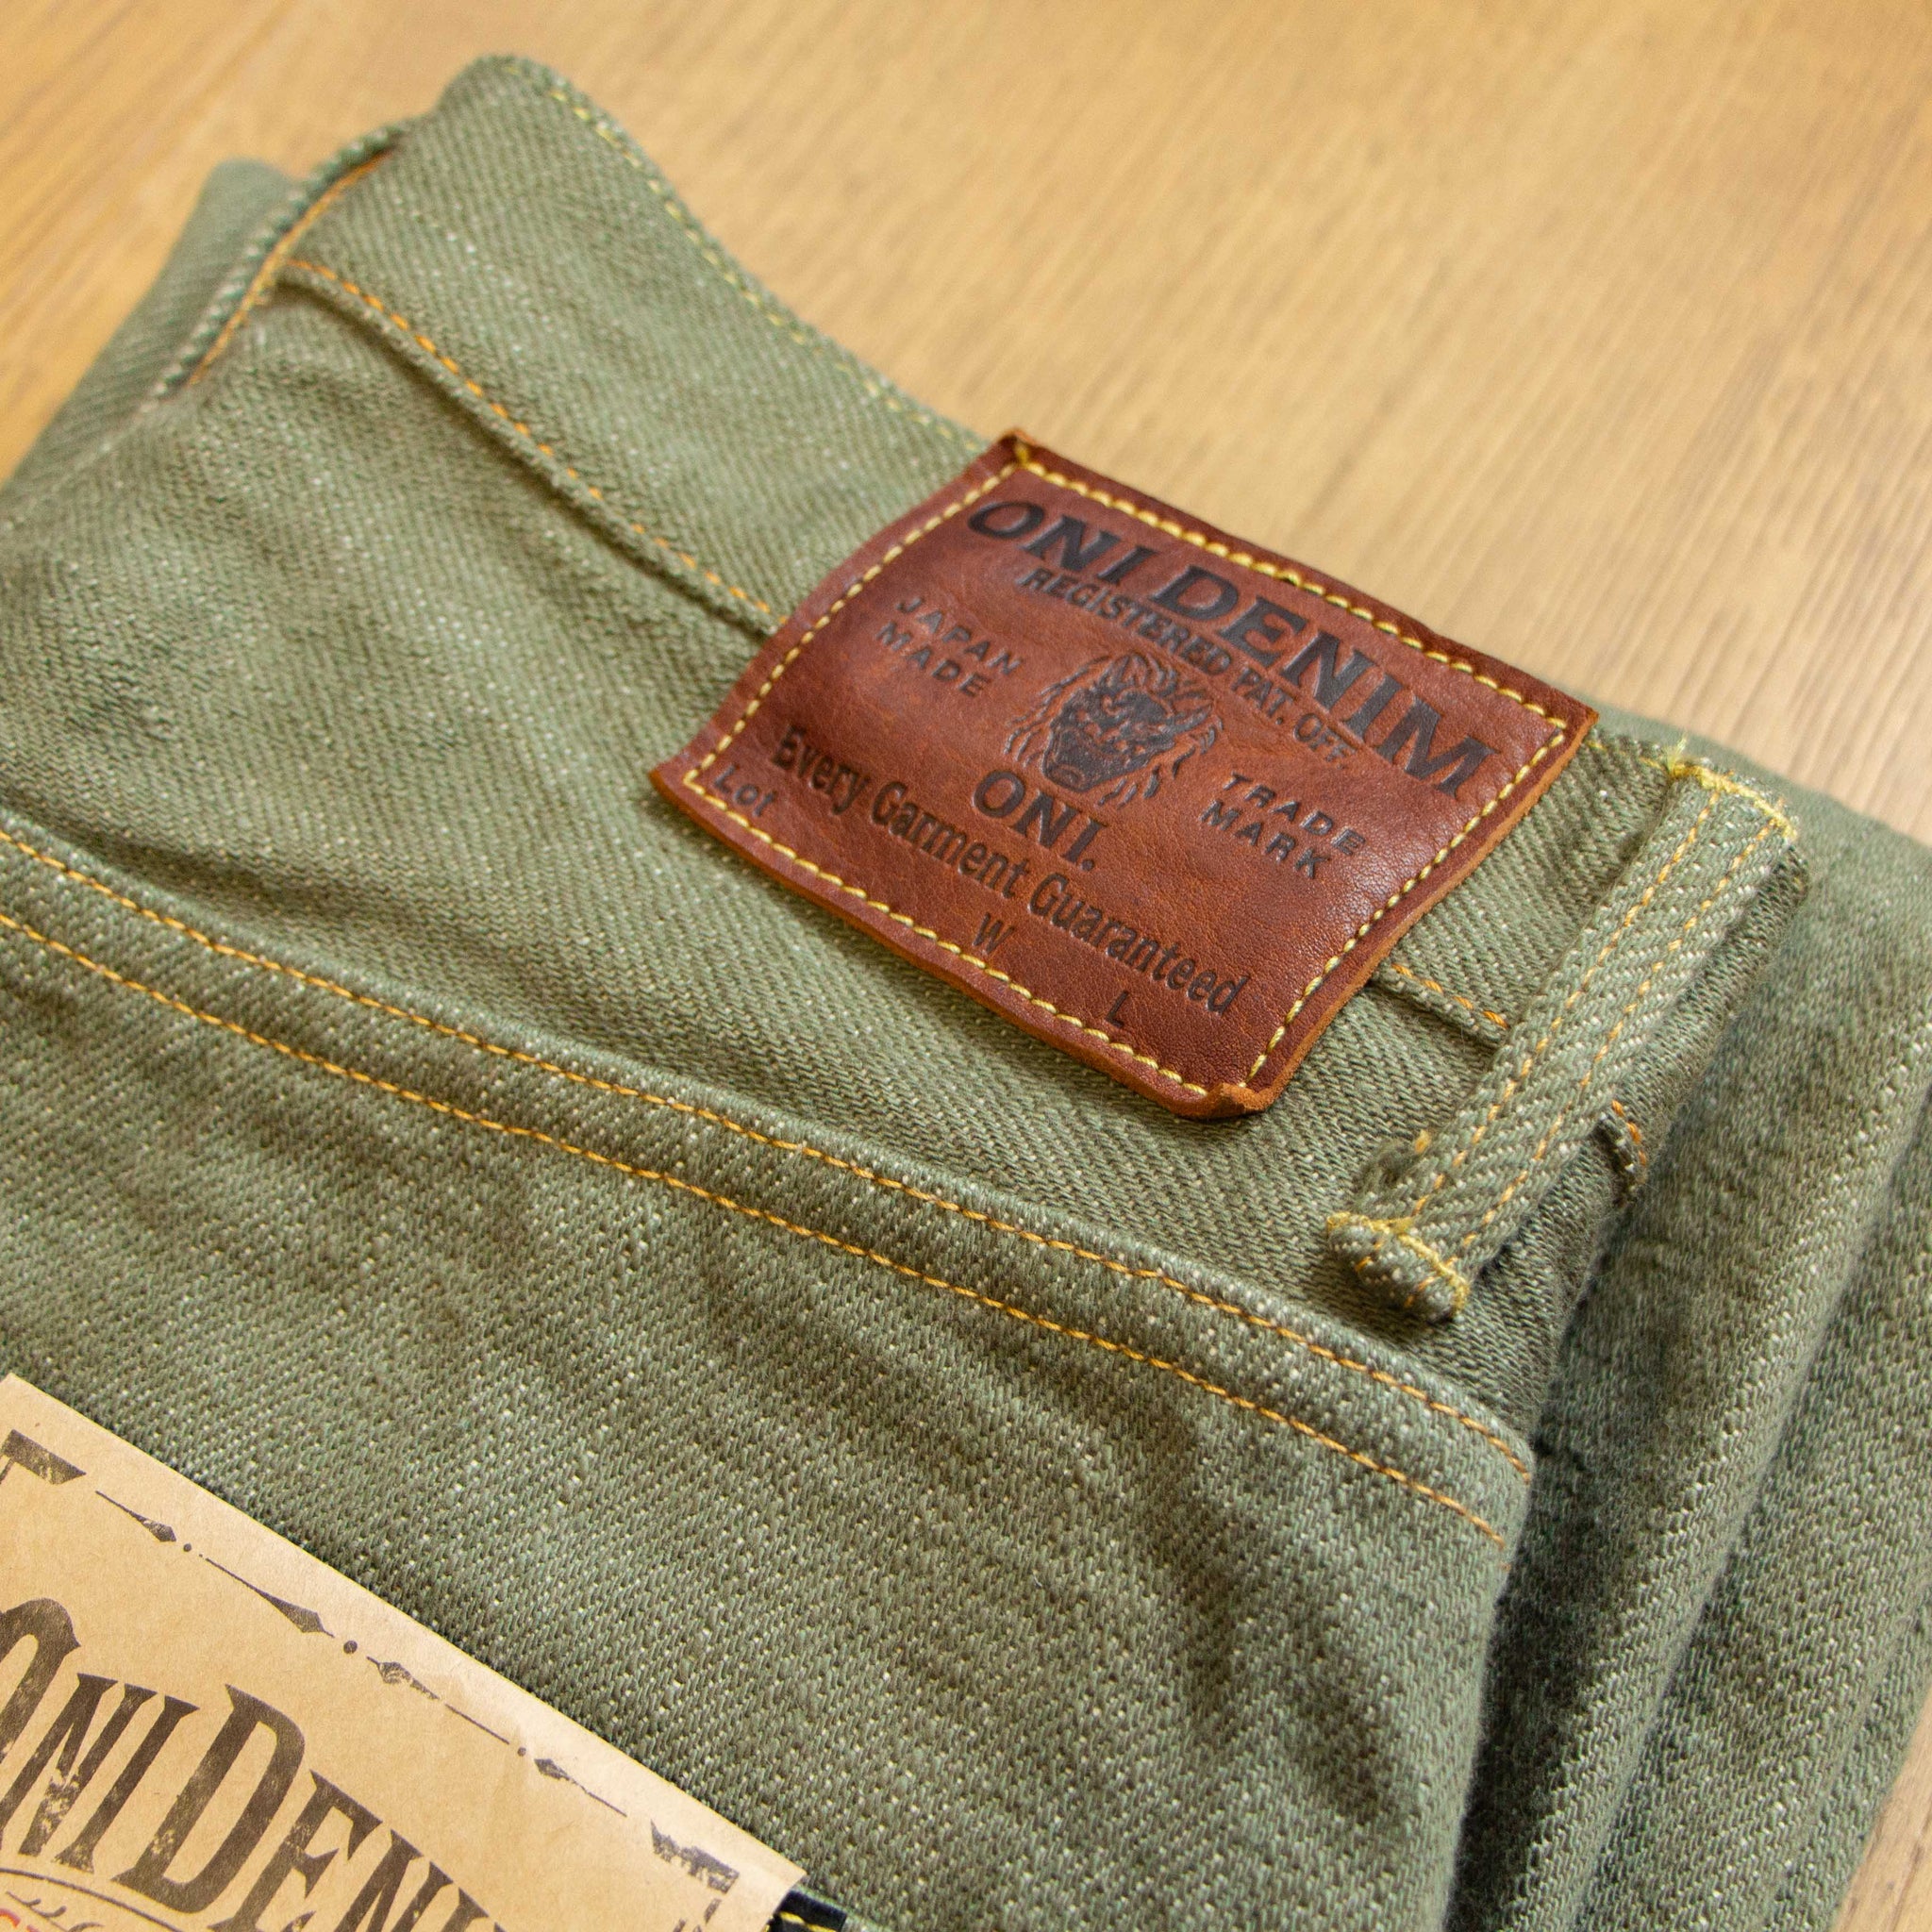 ONI DENIM
REGISTERED PAT. OFF.
JAPAN
MADE
TRADE
MARK
ONI.
Every Garment Guaranteed
Lot
W
L
ONI DENI